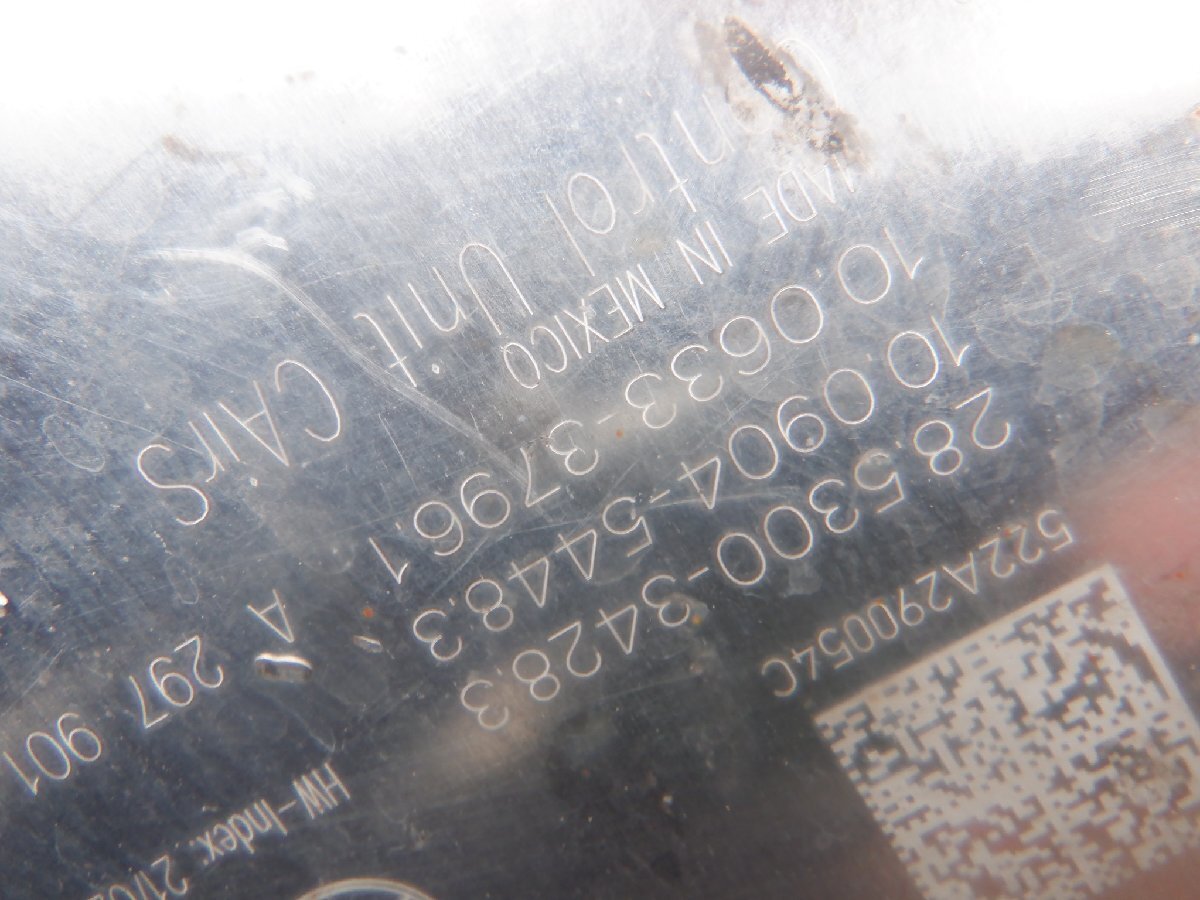 522A290054C
28.5300-3428.3
HW-Index:
10.0904-5448.3
10.0633-3796.1
A 297 901
MADE IN MEXICO
Control Unit CAirS